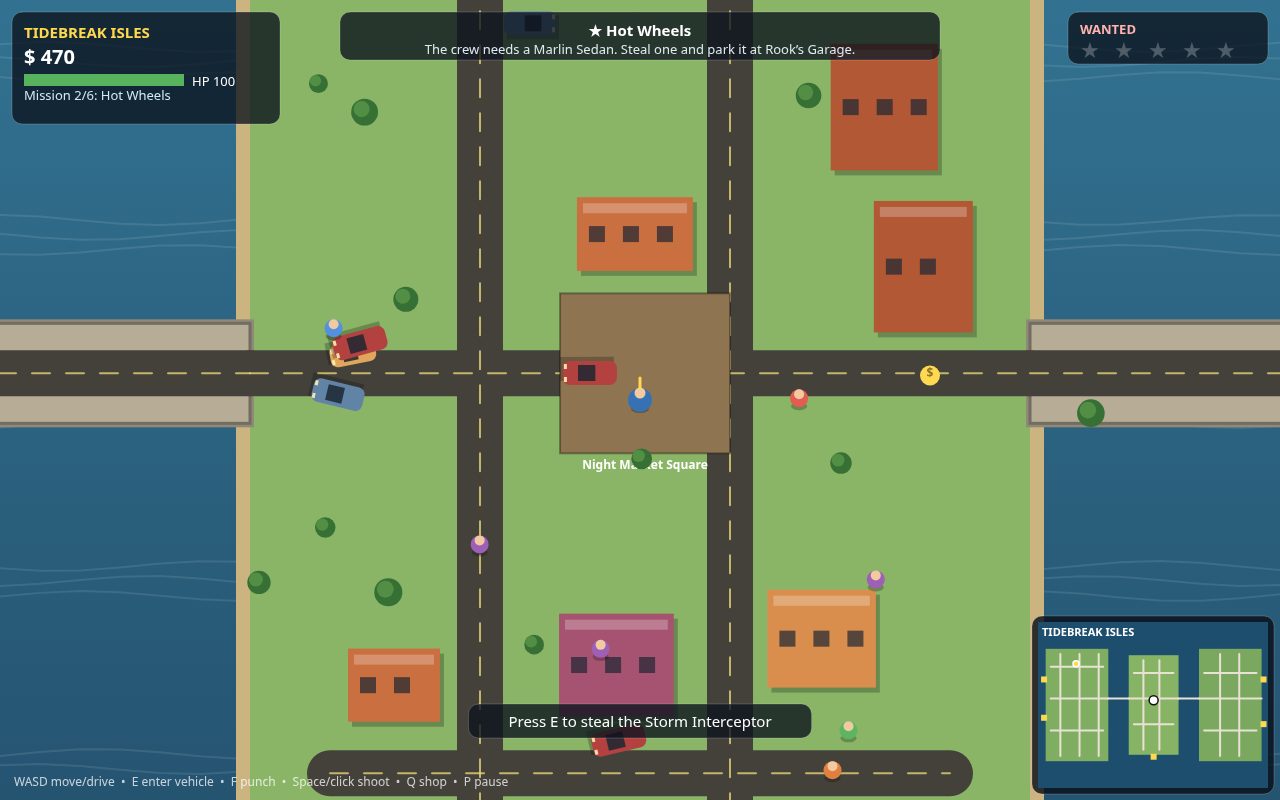 TIDEBREAK ISLES
$ 470
HP 100
Mission 2/6: Hot Wheels
★ Hot Wheels
The crew needs a Marlin Sedan. Steal one and park it at Rook's Garage.
WANTED
★ ★ ★ ★ ★
$
Night Market Square
TIDEBREAK ISLES
Press E to steal the Storm Interceptor
WASD move/drive • E enter vehicle • F punch • Space/click shoot • Q shop • P pause